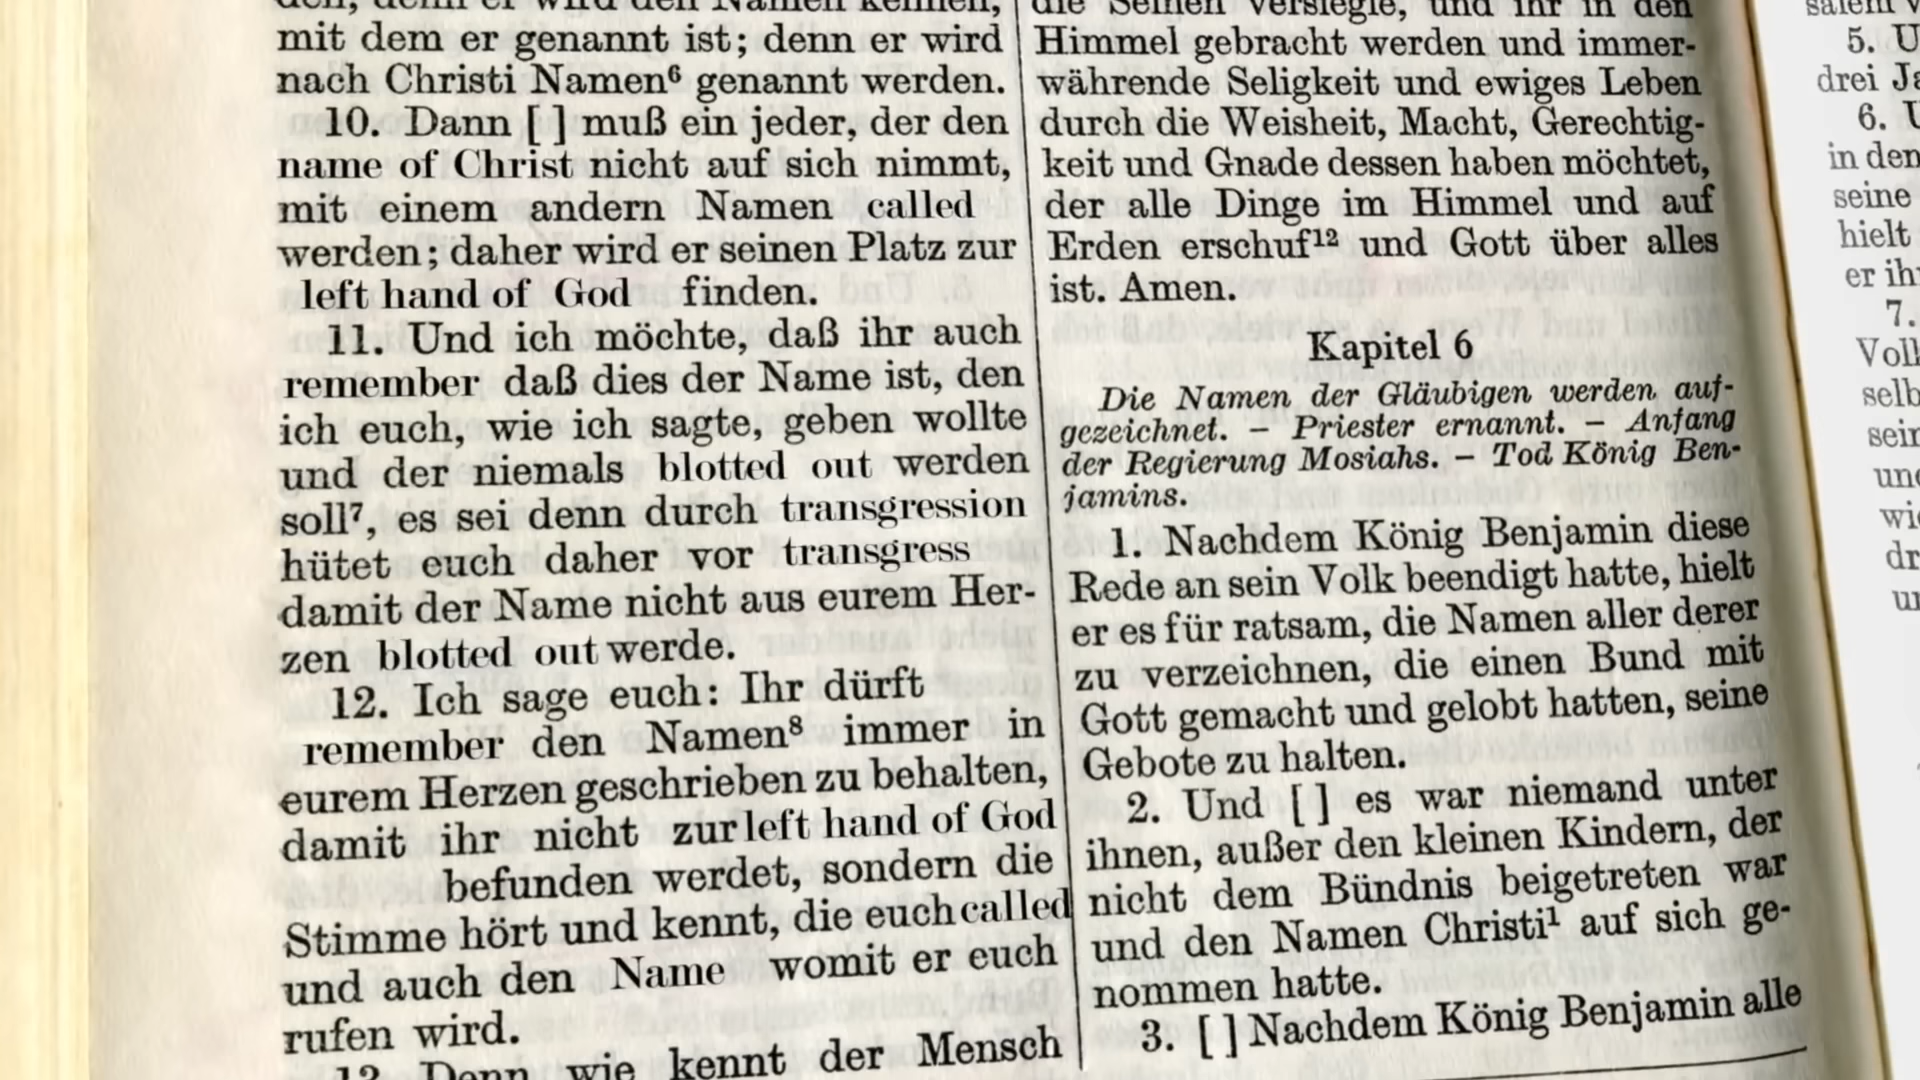 mit dem er genannt ist; denn er wird
nach Christi Namen⁶ genannt werden.
10. Dann [ ] muß ein jeder, der den
name of Christ nicht auf sich nimmt,
mit einem andern Namen called
werden; daher wird er seinen Platz zur
left hand of God finden.
11. Und ich möchte, daß ihr auch
remember daß dies der Name ist, den
ich euch, wie ich sagte, geben wollte
und der niemals blotted out werden
soll⁷, es sei denn durch transgression
hütet euch daher vor transgress
damit der Name nicht aus eurem Her-
zen blotted out werde.
12. Ich sage euch: Ihr dürft
remember den Namen⁸ immer in
eurem Herzen geschrieben zu behalten,
damit ihr nicht zur left hand of God
befunden werdet, sondern die
Stimme hört und kennt, die euch called
und auch den Name womit er euch
rufen wird.
Denn wie kennt der Mensch
die Seinen versiegle, und ihr in den
Himmel gebracht werden und immer-
währende Seligkeit und ewiges Leben
durch die Weisheit, Macht, Gerechtig-
keit und Gnade dessen haben möchtet,
der alle Dinge im Himmel und auf
Erden erschuf¹² und Gott über alles
ist. Amen.
Kapitel 6
Die Namen der Gläubigen werden auf-
gezeichnet. – Priester ernannt. – Anfang
der Regierung Mosiahs. – Tod König Ben-
jamins.
1. Nachdem König Benjamin diese
Rede an sein Volk beendigt hatte, hielt
er es für ratsam, die Namen aller derer
zu verzeichnen, die einen Bund mit
Gott gemacht und gelobt hatten, seine
Gebote zu halten.
2. Und [ ] es war niemand unter
ihnen, außer den kleinen Kindern, der
nicht dem Bündnis beigetreten war
und den Namen Christi¹ auf sich ge-
nommen hatte.
3. [ ] Nachdem König Benjamin alle
5. U
drei
6.
in den
seine
hielt
er
7.